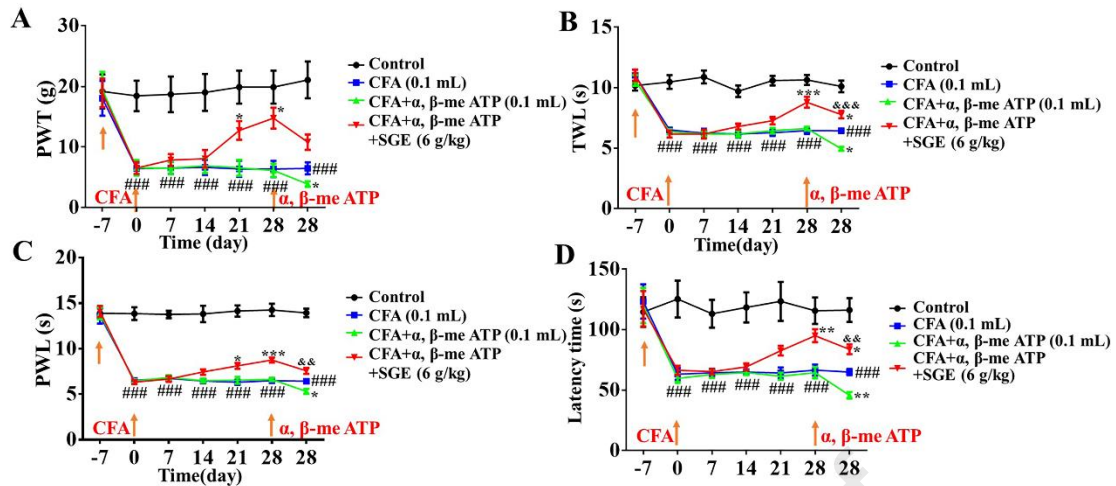 A
PWT (g)
30
20
10
0
*
*
###
###
###
###
###
###
*
CFA
α, β-me ATP
-7 0 7 14 21 28 28
Time (day)
Control
CFA (0.1 mL)
CFA+α, β-me ATP (0.1 mL)
CFA+α, β-me ATP
+SGE (6 g/kg)
B
TWL (s)
15
10
5
0
***
&&&
*
###
###
###
###
###
###
*
CFA
α, β-me ATP
-7 0 7 14 21 28 28
Time(day)
Control
CFA (0.1 mL)
CFA+α, β-me ATP (0.1 mL)
CFA+α, β-me ATP
+SGE (6 g/kg)
C
PWL (s)
20
15
10
5
0
*
***
&&
*
###
###
###
###
###
###
*
CFA
α, β-me ATP
-7 0 7 14 21 28 28
Time(day)
Control
CFA (0.1 mL)
CFA+α, β-me ATP (0.1 mL)
CFA+α, β-me ATP
+SGE (6 g/kg)
D
Latency time (s)
150
100
50
0
**
&
*
###
###
###
###
###
###
**
CFA
α, β-me ATP
-7 0 7 14 21 28 28
Time(day)
Control
CFA (0.1 mL)
CFA+α, β-me ATP (0.1 mL)
CFA+α, β-me ATP
+SGE (6 g/kg)